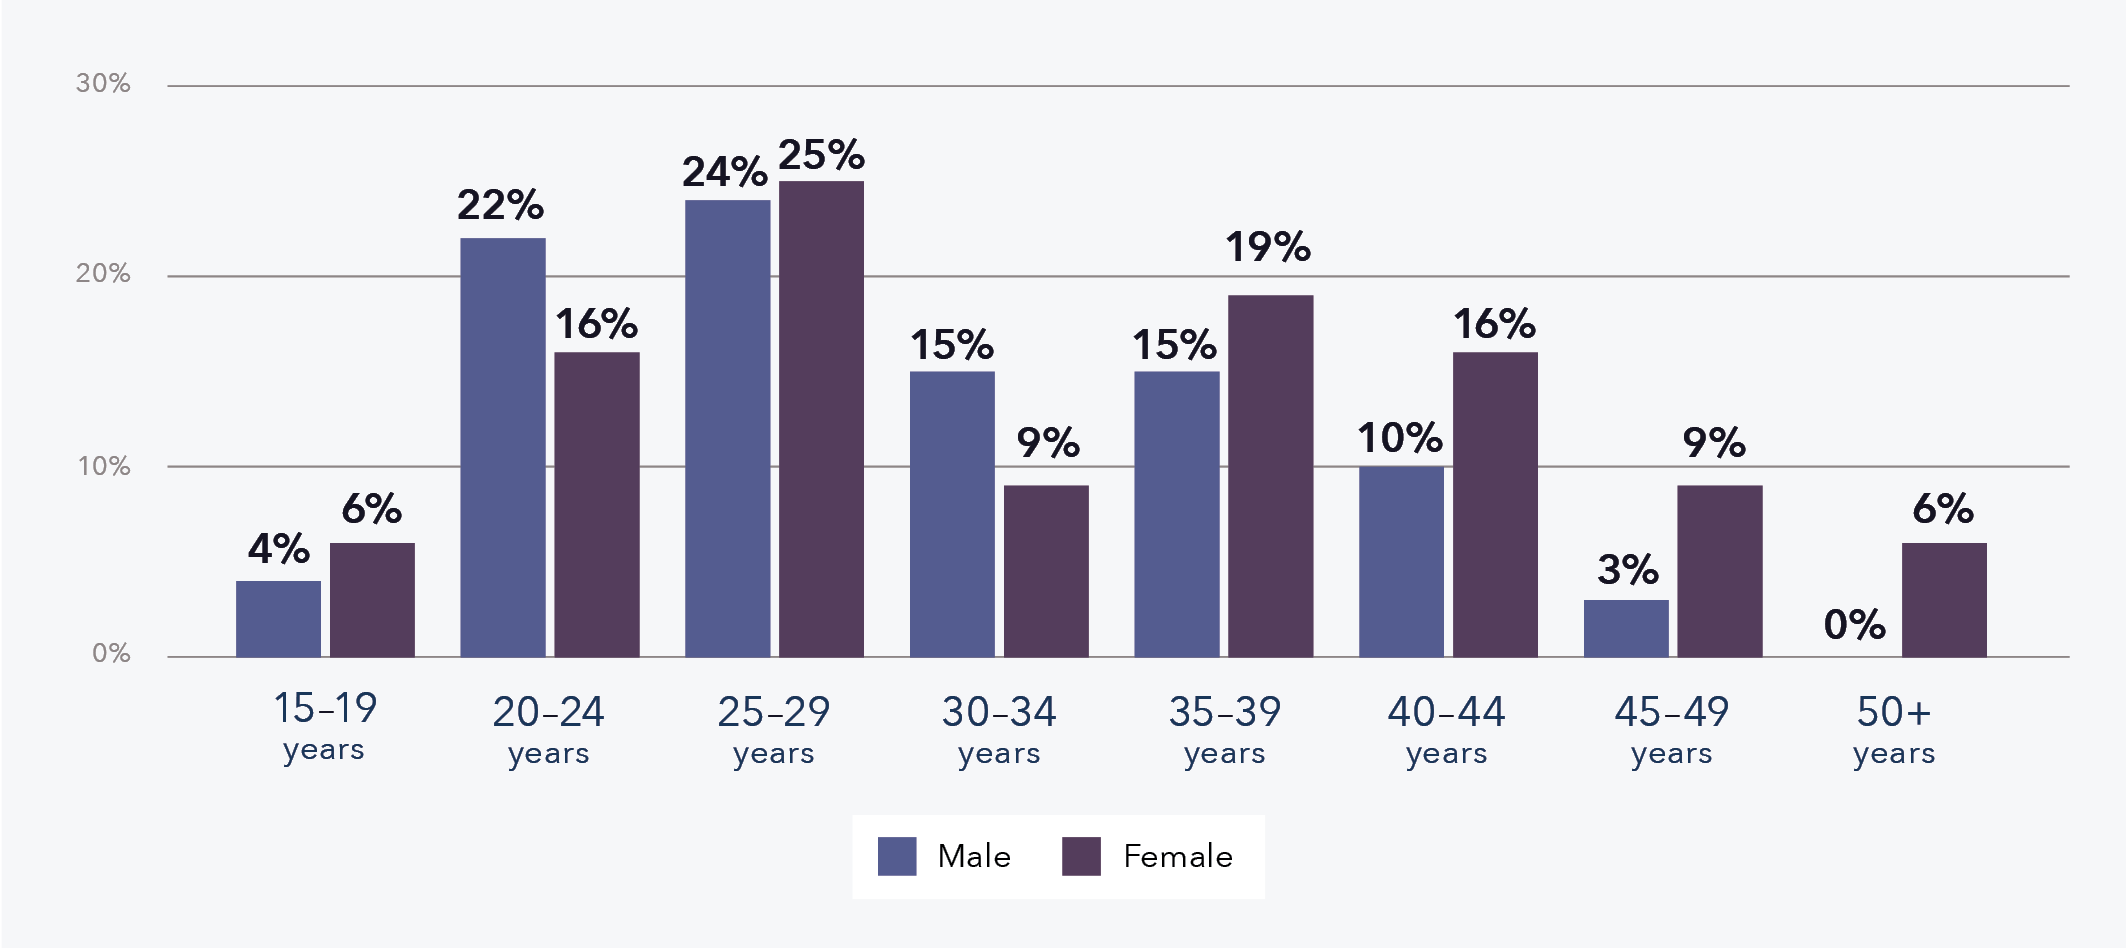 30%
20%
10%
0%
4%
6%
22%
16%
24%
25%
15%
9%
15%
19%
10%
16%
3%
9%
0%
6%
15–19
years
20–24
years
25–29
years
30–34
years
35–39
years
40–44
years
45–49
years
50+
years
Male
Female